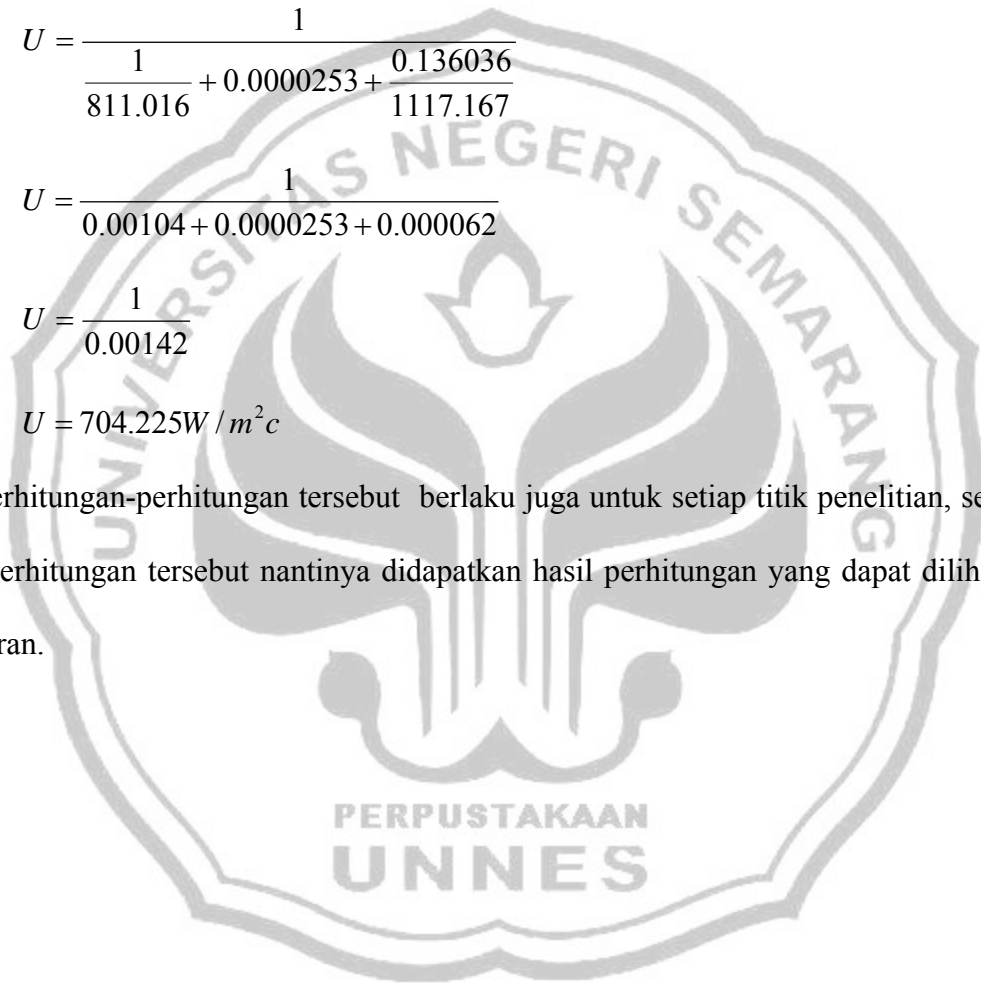 U = 1 / (1/811.016 + 0.0000253 + 0.136036/1117.167)
U = 1 / (0.00104 + 0.0000253 + 0.000062)
U = 1 / 0.00142
U = 704.225W / m²c
erhitungan-perhitungan tersebut berlaku juga untuk setiap titik penelitian, se
erhitungan tersebut nantinya didapatkan hasil perhitungan yang dapat dilih
ran.
UNIVERSITAS NEGERI SEMARANG
PERPUSTAKAAN
UNNES